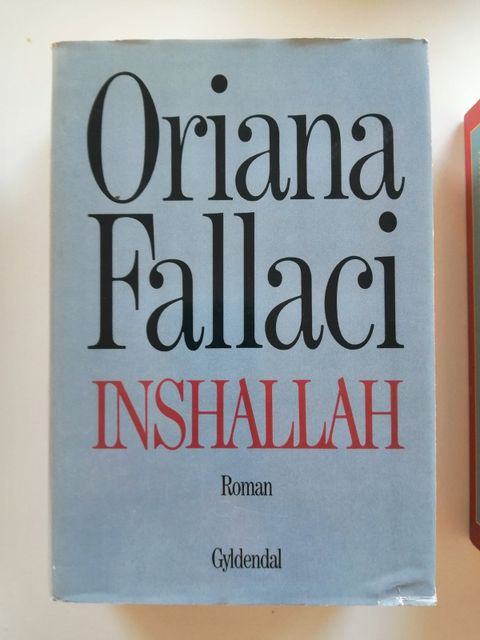 Oriana
Fallaci
INSHALLAH
Roman
Gyldendal